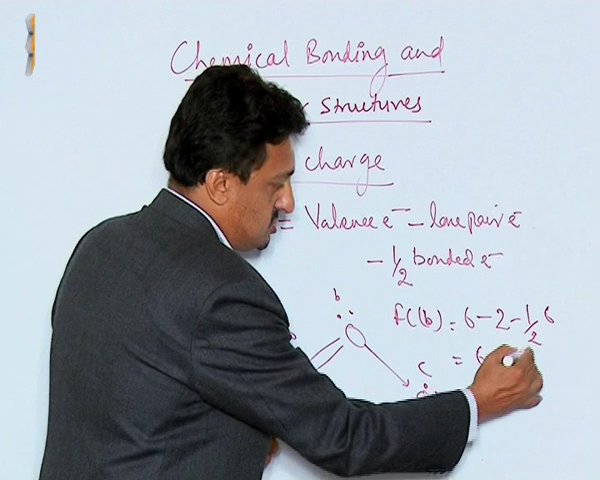 Chemical Bonding and
Structures
charge
= Valence e⁻ - lone pair e⁻
- 1/2 bonded e⁻
b
f(b) = 6 - 2 - 1/2 6
= 6
c